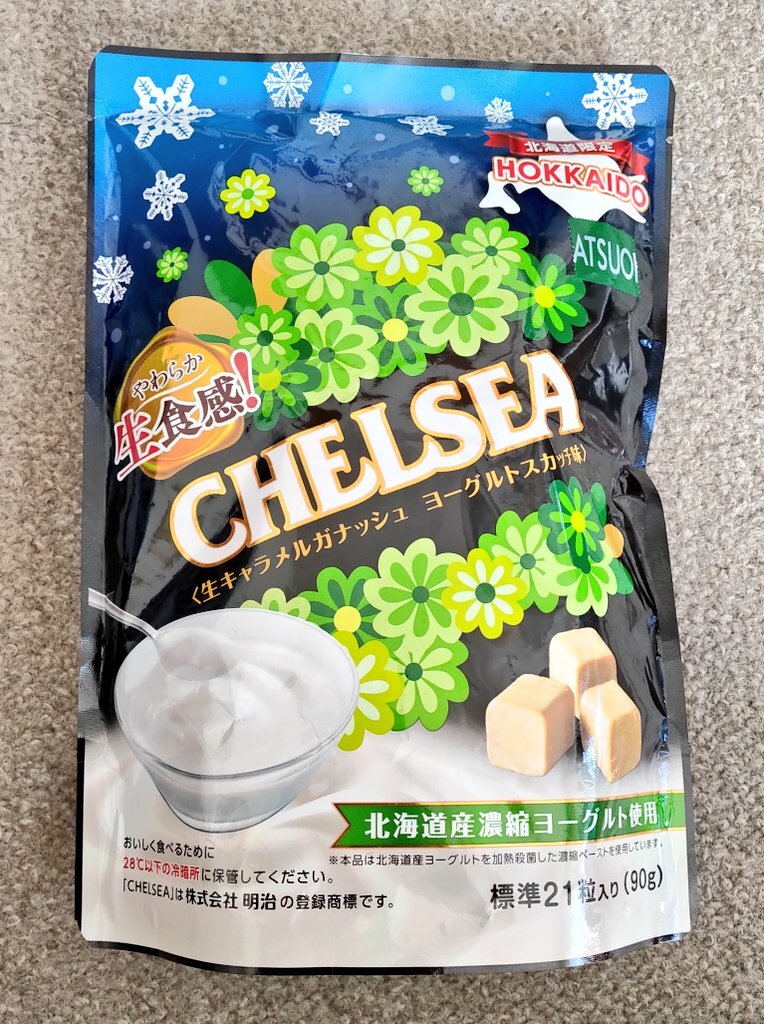 北海道限定
HOKKAIDO
ATSUO
やわらか
生食感!
CHELSEA
〈生キャラメルガナッシュ ヨーグルトスカッチ味〉
北海道産濃縮ヨーグルト使用
※本品は北海道産ヨーグルトを加熱殺菌した濃縮ペーストを使用しています。
おいしく食べるために
28℃以下の冷暗所に保管してください。
「CHELSEA」は株式会社 明治の登録商標です。
標準21粒入り(90g)